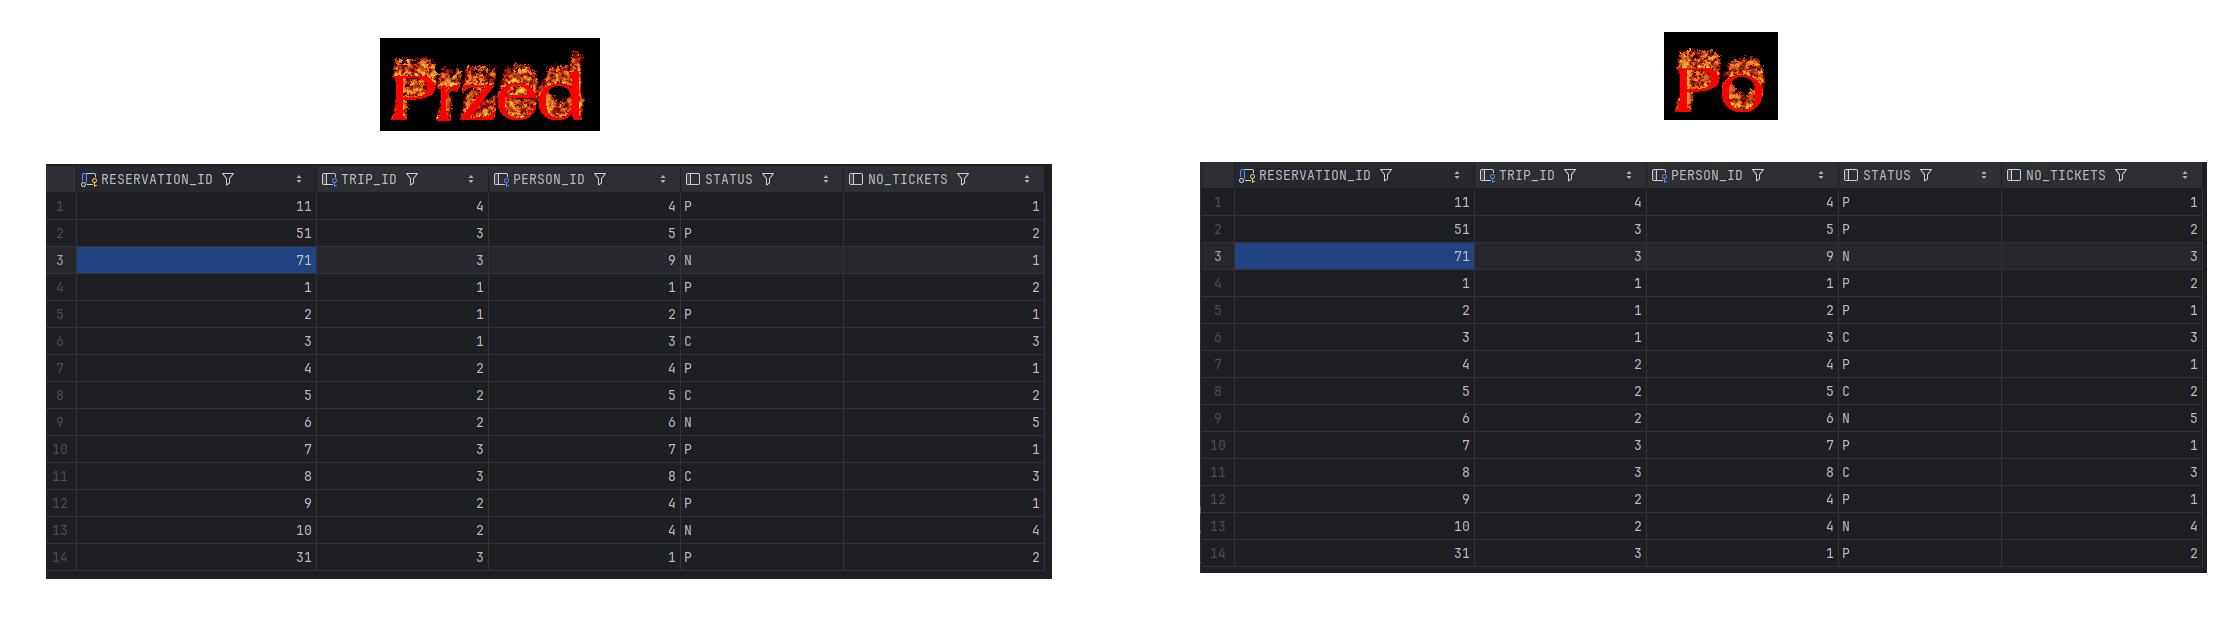 Przed
RESERVATION_ID TRIP_ID PERSON_ID STATUS NO_TICKETS
1 11 4 4 P 1
2 51 3 5 P 2
3 71 3 9 N 1
4 1 1 1 P 2
5 2 1 2 P 1
6 3 1 3 C 3
7 4 2 4 P 1
8 5 2 5 C 2
9 6 2 6 N 5
10 7 3 7 P 1
11 8 3 8 C 3
12 9 2 4 P 1
13 10 2 4 N 4
14 31 3 1 P 2
Po
RESERVATION_ID TRIP_ID PERSON_ID STATUS NO_TICKETS
1 11 4 4 P 1
2 51 3 5 P 2
3 71 3 9 N 3
4 1 1 1 P 2
5 2 1 2 P 1
6 3 1 3 C 3
7 4 2 4 P 1
8 5 2 5 C 2
9 6 2 6 N 5
10 7 3 7 P 1
11 8 3 8 C 3
12 9 2 4 P 1
13 10 2 4 N 4
14 31 3 1 P 2